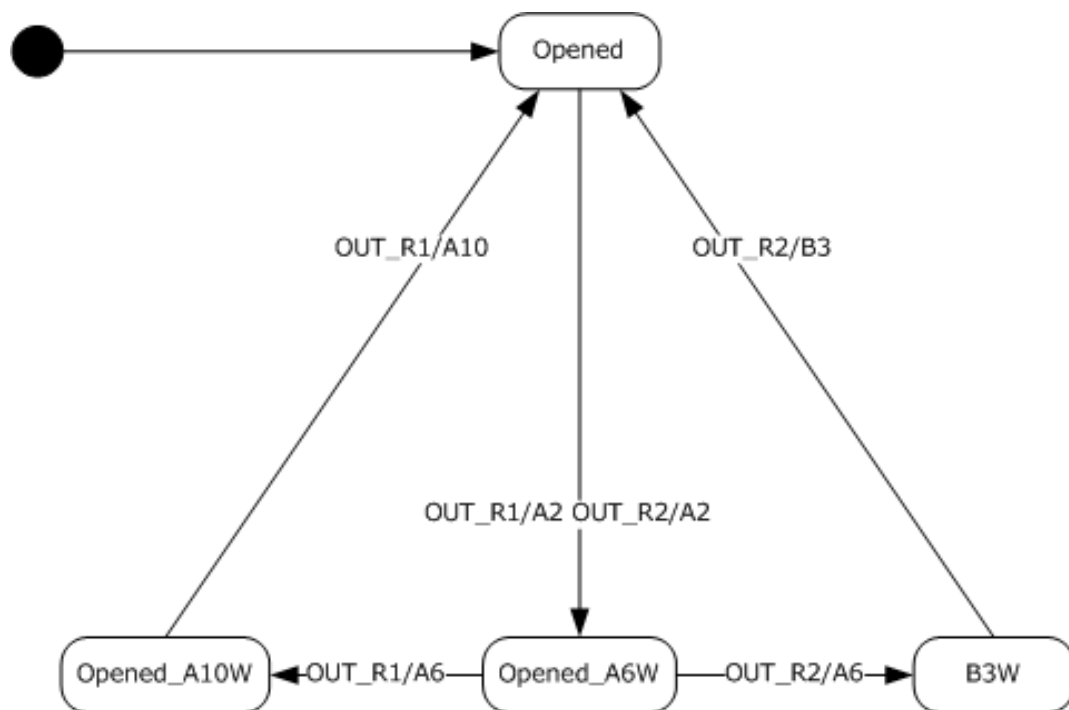 Opened
OUT_R1/A10
OUT_R2/B3
OUT_R1/A2 OUT_R2/A2
Opened_A10W
OUT_R1/A6
Opened_A6W
OUT_R2/A6
B3W